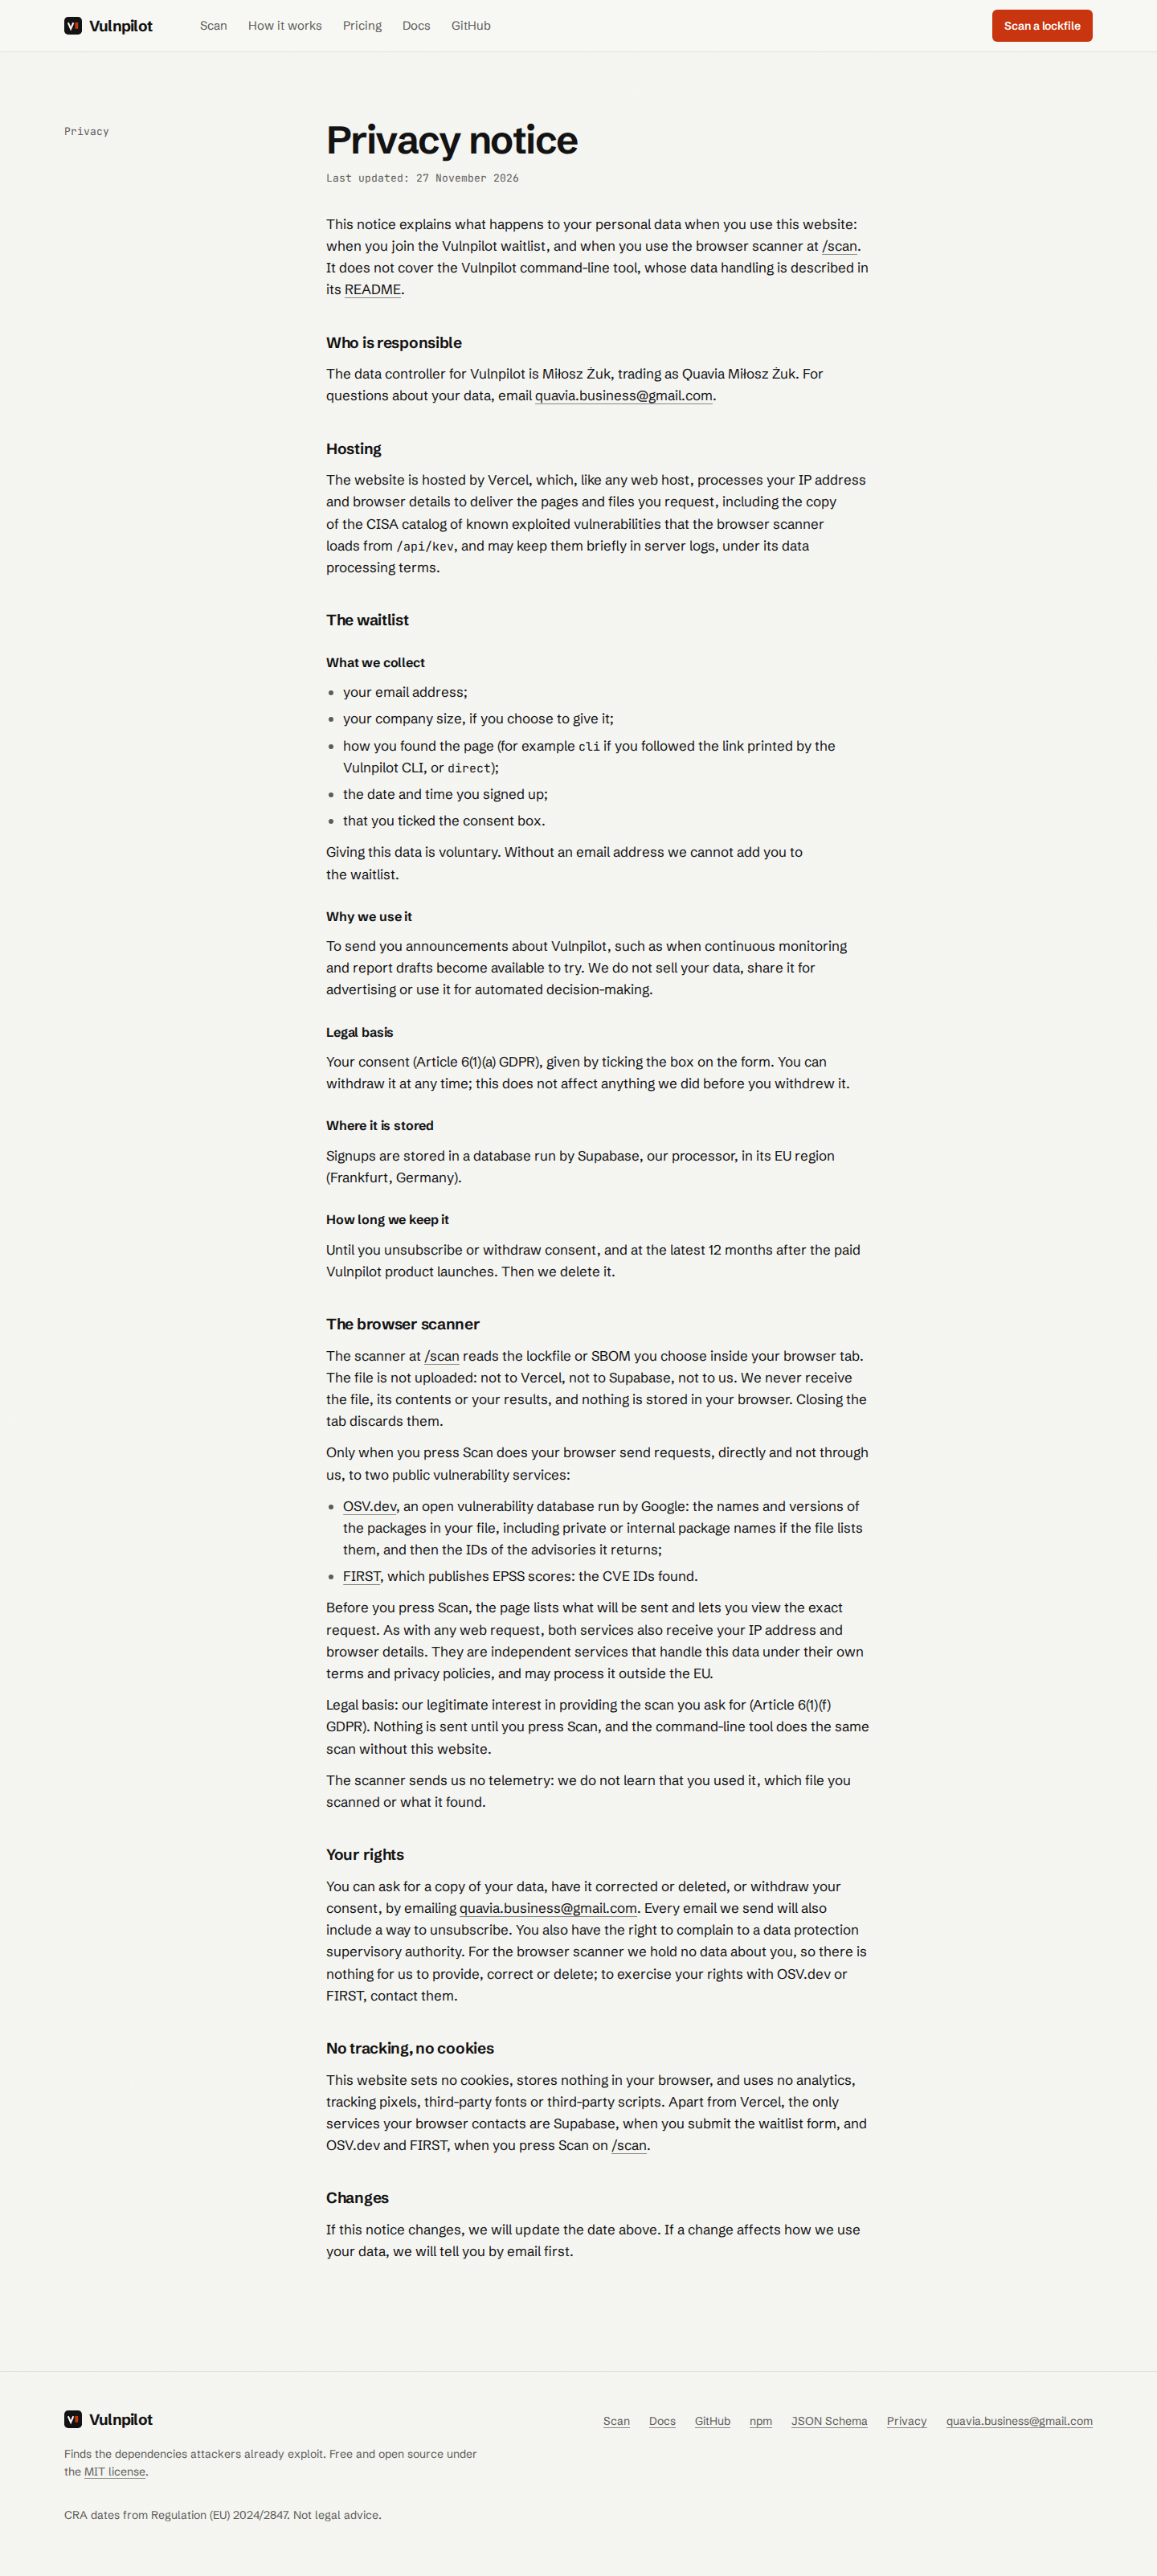 Vulnpilot
Scan
How it works
Pricing
Docs
GitHub
Scan a lockfile
Privacy
Privacy notice
Last updated: 27 November 2026
This notice explains what happens to your personal data when you use this website:
when you join the Vulnpilot waitlist, and when you use the browser scanner at /scan.
It does not cover the Vulnpilot command-line tool, whose data handling is described in
its README.
Who is responsible
The data controller for Vulnpilot is Miłosz Żuk, trading as Quavia Miłosz Żuk. For
questions about your data, email quavia.business@gmail.com.
Hosting
The website is hosted by Vercel, which, like any web host, processes your IP address
and browser details to deliver the pages and files you request, including the copy
of the CISA catalog of known exploited vulnerabilities that the browser scanner
loads from /api/kev, and may keep them briefly in server logs, under its data
processing terms.
The waitlist
What we collect
your email address;
your company size, if you choose to give it;
how you found the page (for example cli if you followed the link printed by the
Vulnpilot CLI, or direct);
the date and time you signed up;
that you ticked the consent box.
Giving this data is voluntary. Without an email address we cannot add you to
the waitlist.
Why we use it
To send you announcements about Vulnpilot, such as when continuous monitoring
and report drafts become available to try. We do not sell your data, share it for
advertising or use it for automated decision-making.
Legal basis
Your consent (Article 6(1)(a) GDPR), given by ticking the box on the form. You can
withdraw it at any time; this does not affect anything we did before you withdrew it.
Where it is stored
Signups are stored in a database run by Supabase, our processor, in its EU region
(Frankfurt, Germany).
How long we keep it
Until you unsubscribe or withdraw consent, and at the latest 12 months after the paid
Vulnpilot product launches. Then we delete it.
The browser scanner
The scanner at /scan reads the lockfile or SBOM you choose inside your browser tab.
The file is not uploaded: not to Vercel, not to Supabase, not to us. We never receive
the file, its contents or your results, and nothing is stored in your browser. Closing the
tab discards them.
Only when you press Scan does your browser send requests, directly and not through
us, to two public vulnerability services:
OSV.dev, an open vulnerability database run by Google: the names and versions of
the packages in your file, including private or internal package names if the file lists
them, and then the IDs of the advisories it returns;
FIRST, which publishes EPSS scores: the CVE IDs found.
Before you press Scan, the page lists what will be sent and lets you view the exact
request. As with any web request, both services also receive your IP address and
browser details. They are independent services that handle this data under their own
terms and privacy policies, and may process it outside the EU.
Legal basis: our legitimate interest in providing the scan you ask for (Article 6(1)(f)
GDPR). Nothing is sent until you press Scan, and the command-line tool does the same
scan without this website.
The scanner sends us no telemetry: we do not learn that you used it, which file you
scanned or what it found.
Your rights
You can ask for a copy of your data, have it corrected or deleted, or withdraw your
consent, by emailing quavia.business@gmail.com. Every email we send will also
include a way to unsubscribe. You also have the right to complain to a data protection
supervisory authority. For the browser scanner we hold no data about you, so there is
nothing for us to provide, correct or delete; to exercise your rights with OSV.dev or
FIRST, contact them.
No tracking, no cookies
This website sets no cookies, stores nothing in your browser, and uses no analytics,
tracking pixels, third-party fonts or third-party scripts. Apart from Vercel, the only
services your browser contacts are Supabase, when you submit the waitlist form, and
OSV.dev and FIRST, when you press Scan on /scan.
Changes
If this notice changes, we will update the date above. If a change affects how we use
your data, we will tell you by email first.
Vulnpilot
Scan
Docs
GitHub
npm
JSON Schema
Privacy
quavia.business@gmail.com
Finds the dependencies attackers already exploit. Free and open source under
the MIT license.
CRA dates from Regulation (EU) 2024/2847. Not legal advice.